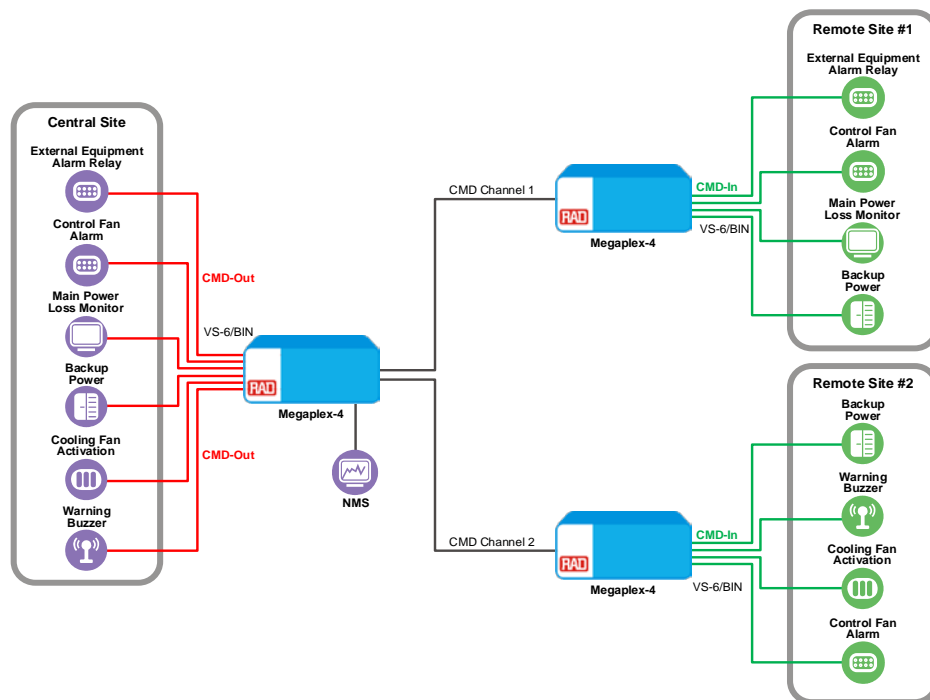 Central Site
External Equipment
Alarm Relay
Control Fan
Alarm
Main Power
Loss Monitor
Backup
Power
Cooling Fan
Activation
Warning
Buzzer
CMD-Out
VS-6/BIN
CMD-Out
RAD
Megaplex-4
NMS
CMD Channel 1
CMD Channel 2
RAD
Megaplex-4
CMD-In
VS-6/BIN
Remote Site #1
External Equipment
Alarm Relay
Control Fan
Alarm
Main Power
Loss Monitor
Backup
Power
RAD
Megaplex-4
CMD-In
VS-6/BIN
Remote Site #2
Backup
Power
Warning
Buzzer
Cooling Fan
Activation
Control Fan
Alarm